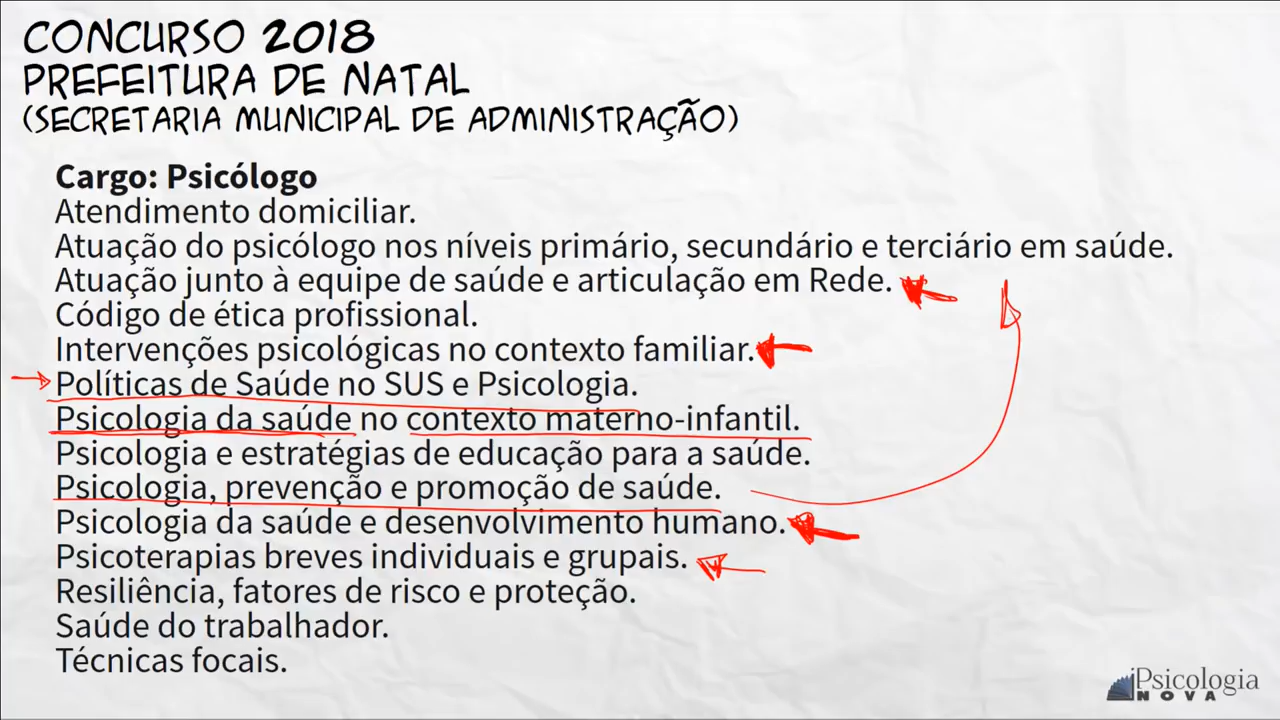 CONCURSO 2018
PREFEITURA DE NATAL
(SECRETARIA MUNICIPAL DE ADMINISTRAÇÃO)
Cargo: Psicólogo
Atendimento domiciliar.
Atuação do psicólogo nos níveis primário, secundário e terciário em saúde.
Atuação junto à equipe de saúde e articulação em Rede.
Código de ética profissional.
Intervenções psicológicas no contexto familiar.
Políticas de Saúde no SUS e Psicologia.
Psicologia da saúde no contexto materno-infantil.
Psicologia e estratégias de educação para a saúde.
Psicologia, prevenção e promoção de saúde.
Psicologia da saúde e desenvolvimento humano.
Psicoterapias breves individuais e grupais.
Resiliência, fatores de risco e proteção.
Saúde do trabalhador.
Técnicas focais.
Psicologia
NOVA